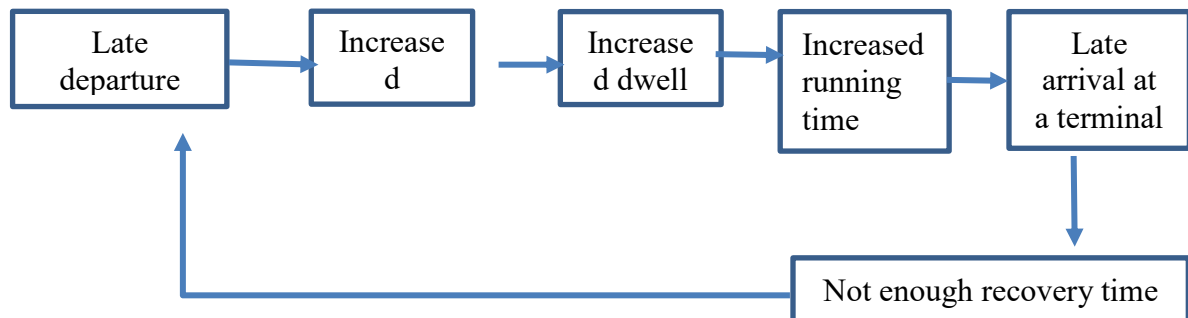 Late
departure
Increase
d
Increase
d dwell
Increased
running
time
Late
arrival at
a terminal
Not enough recovery time